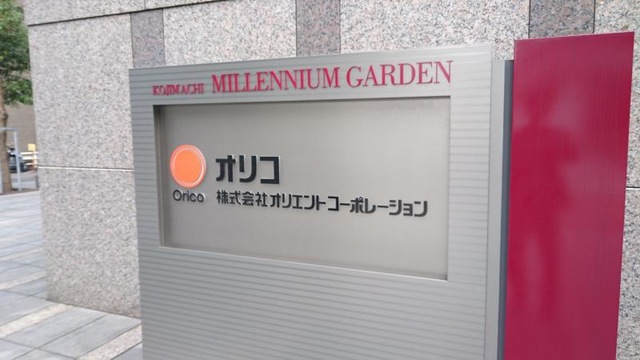 KOJIMACHI MILLENNIUM GARDEN
オリコ
Orico 株式会社オリエントコーポレーション